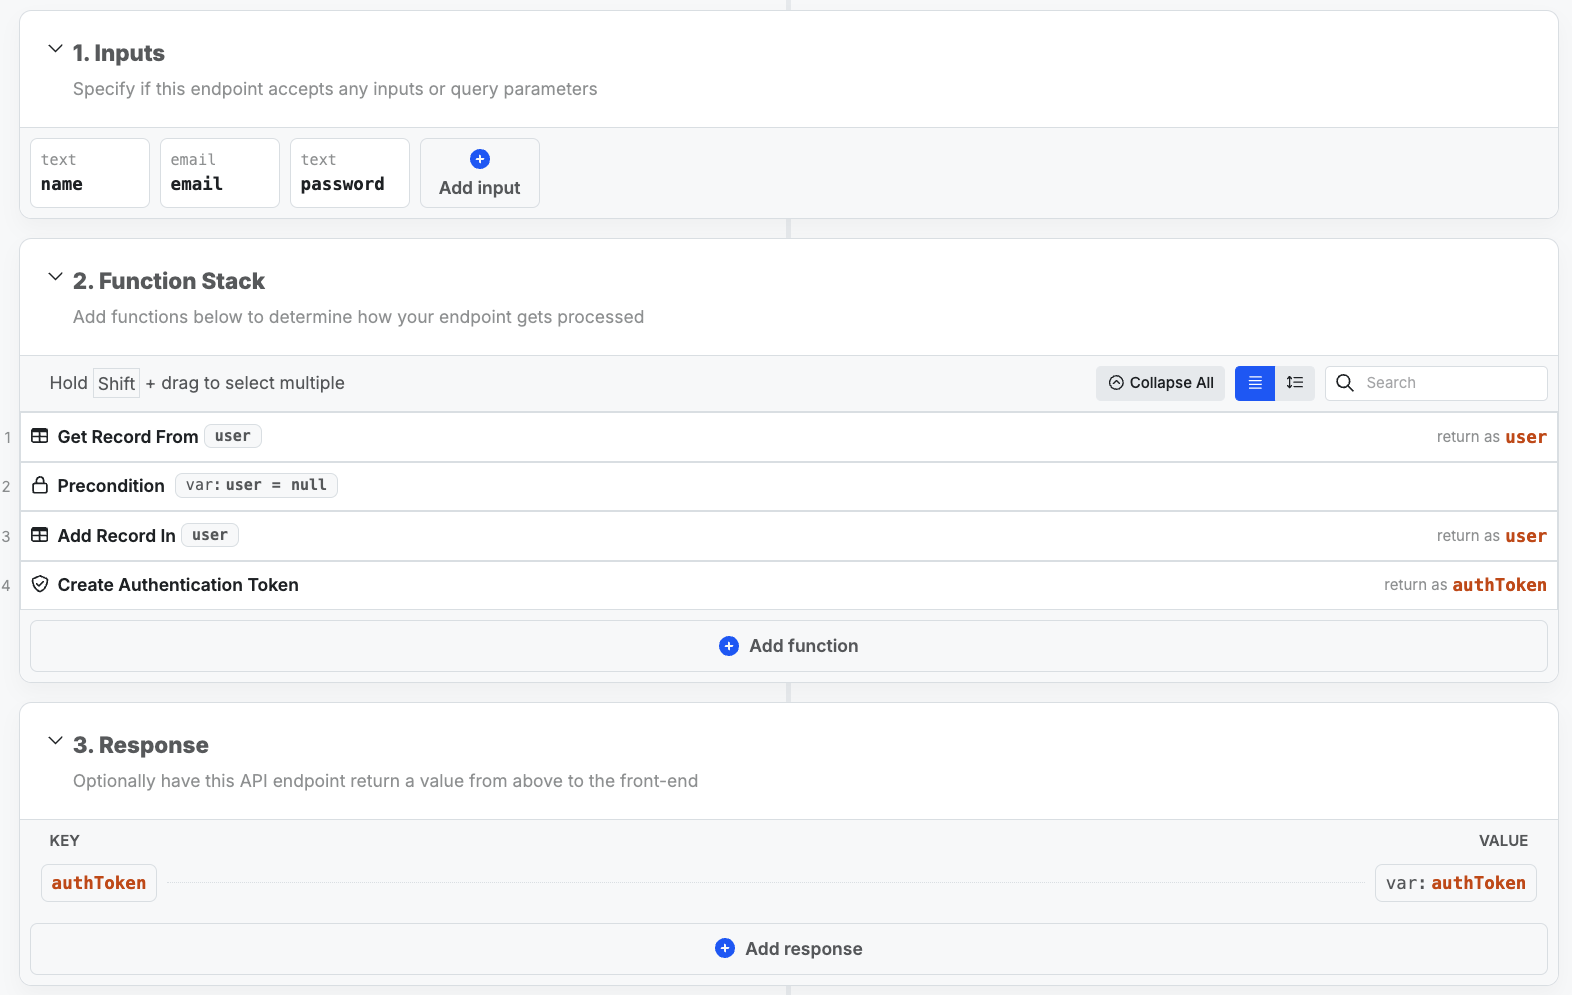 1. Inputs
Specify if this endpoint accepts any inputs or query parameters
text email text
name email password Add input
2. Function Stack
Add functions below to determine how your endpoint gets processed
Hold Shift + drag to select multiple Collapse All Search
1 Get Record From user return as user
2 Precondition var: user = null
3 Add Record In user return as user
4 Create Authentication Token return as authToken
Add function
3. Response
Optionally have this API endpoint return a value from above to the front-end
KEY VALUE
authToken var: authToken
Add response